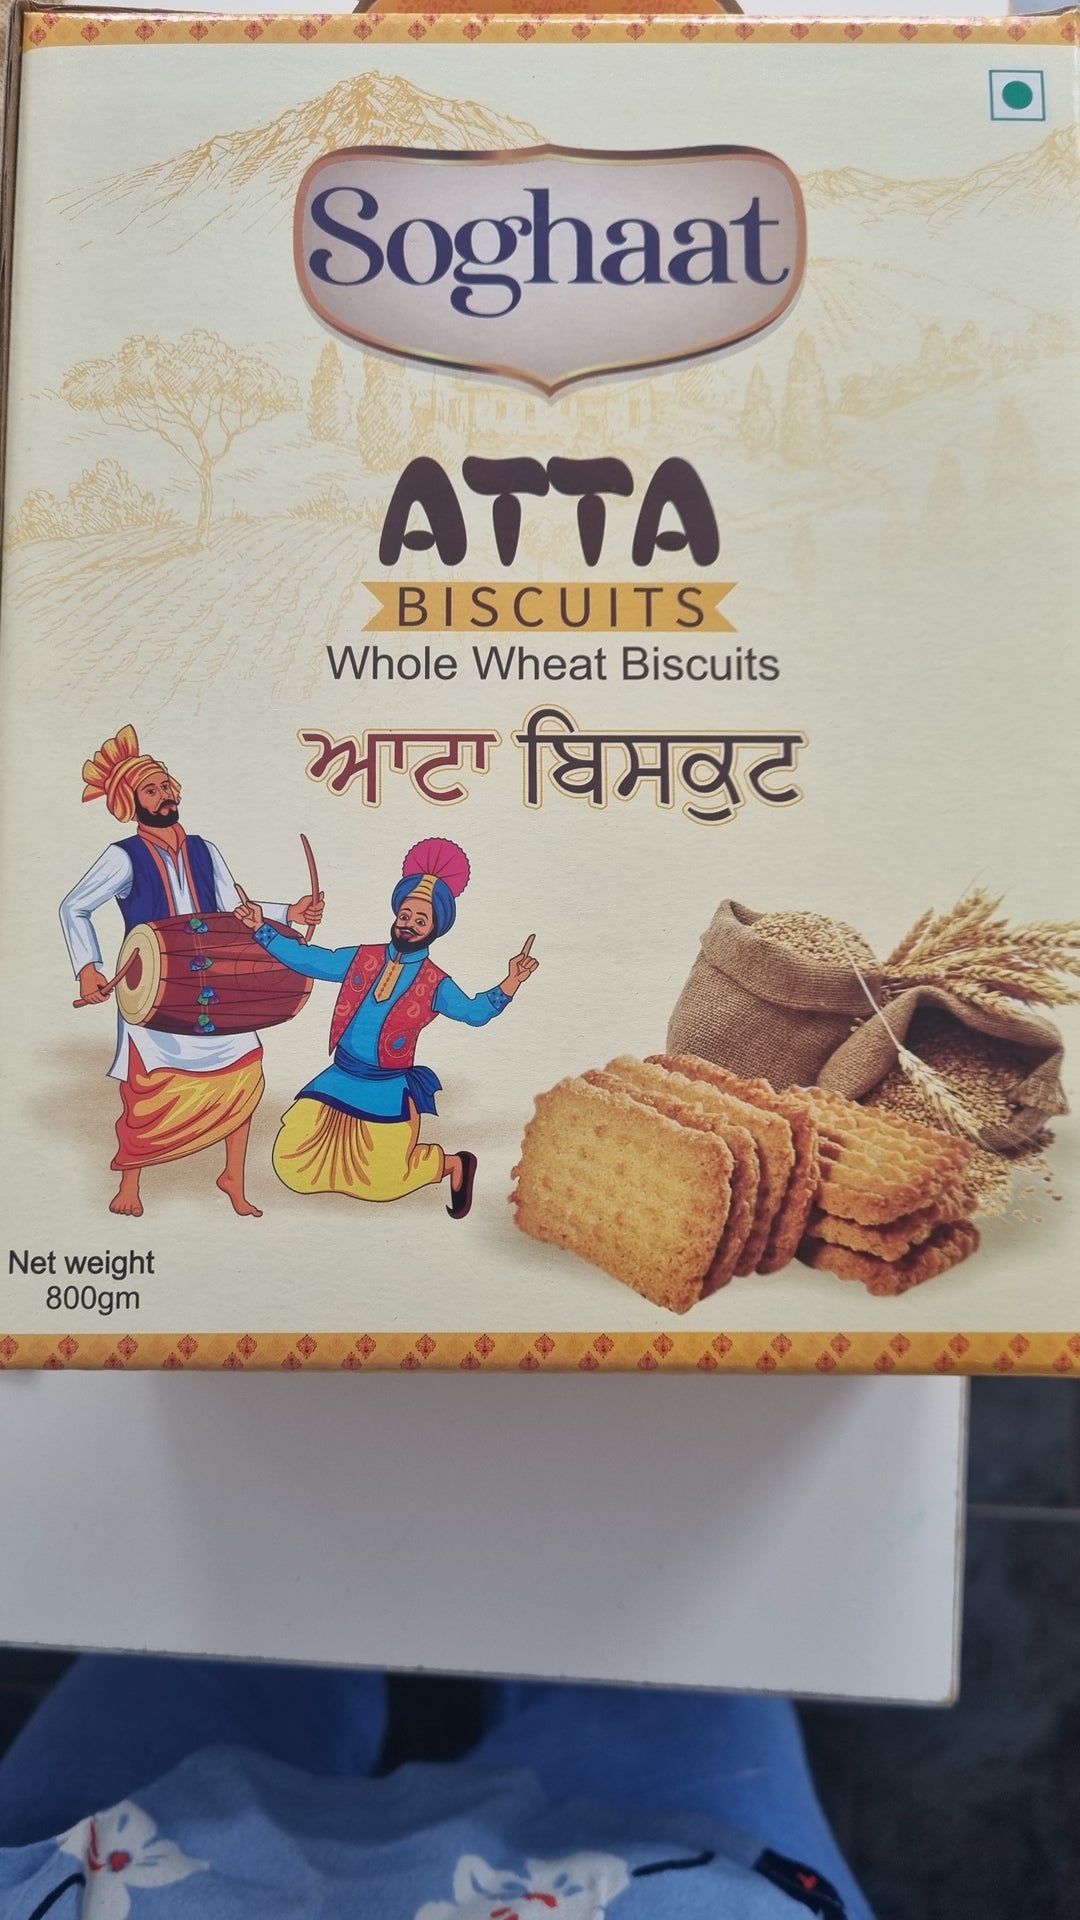 Soghaat
ATTA
BISCUITS
Whole Wheat Biscuits
ਆਟਾ ਬਿਸਕੁਟ
Net weight
800gm